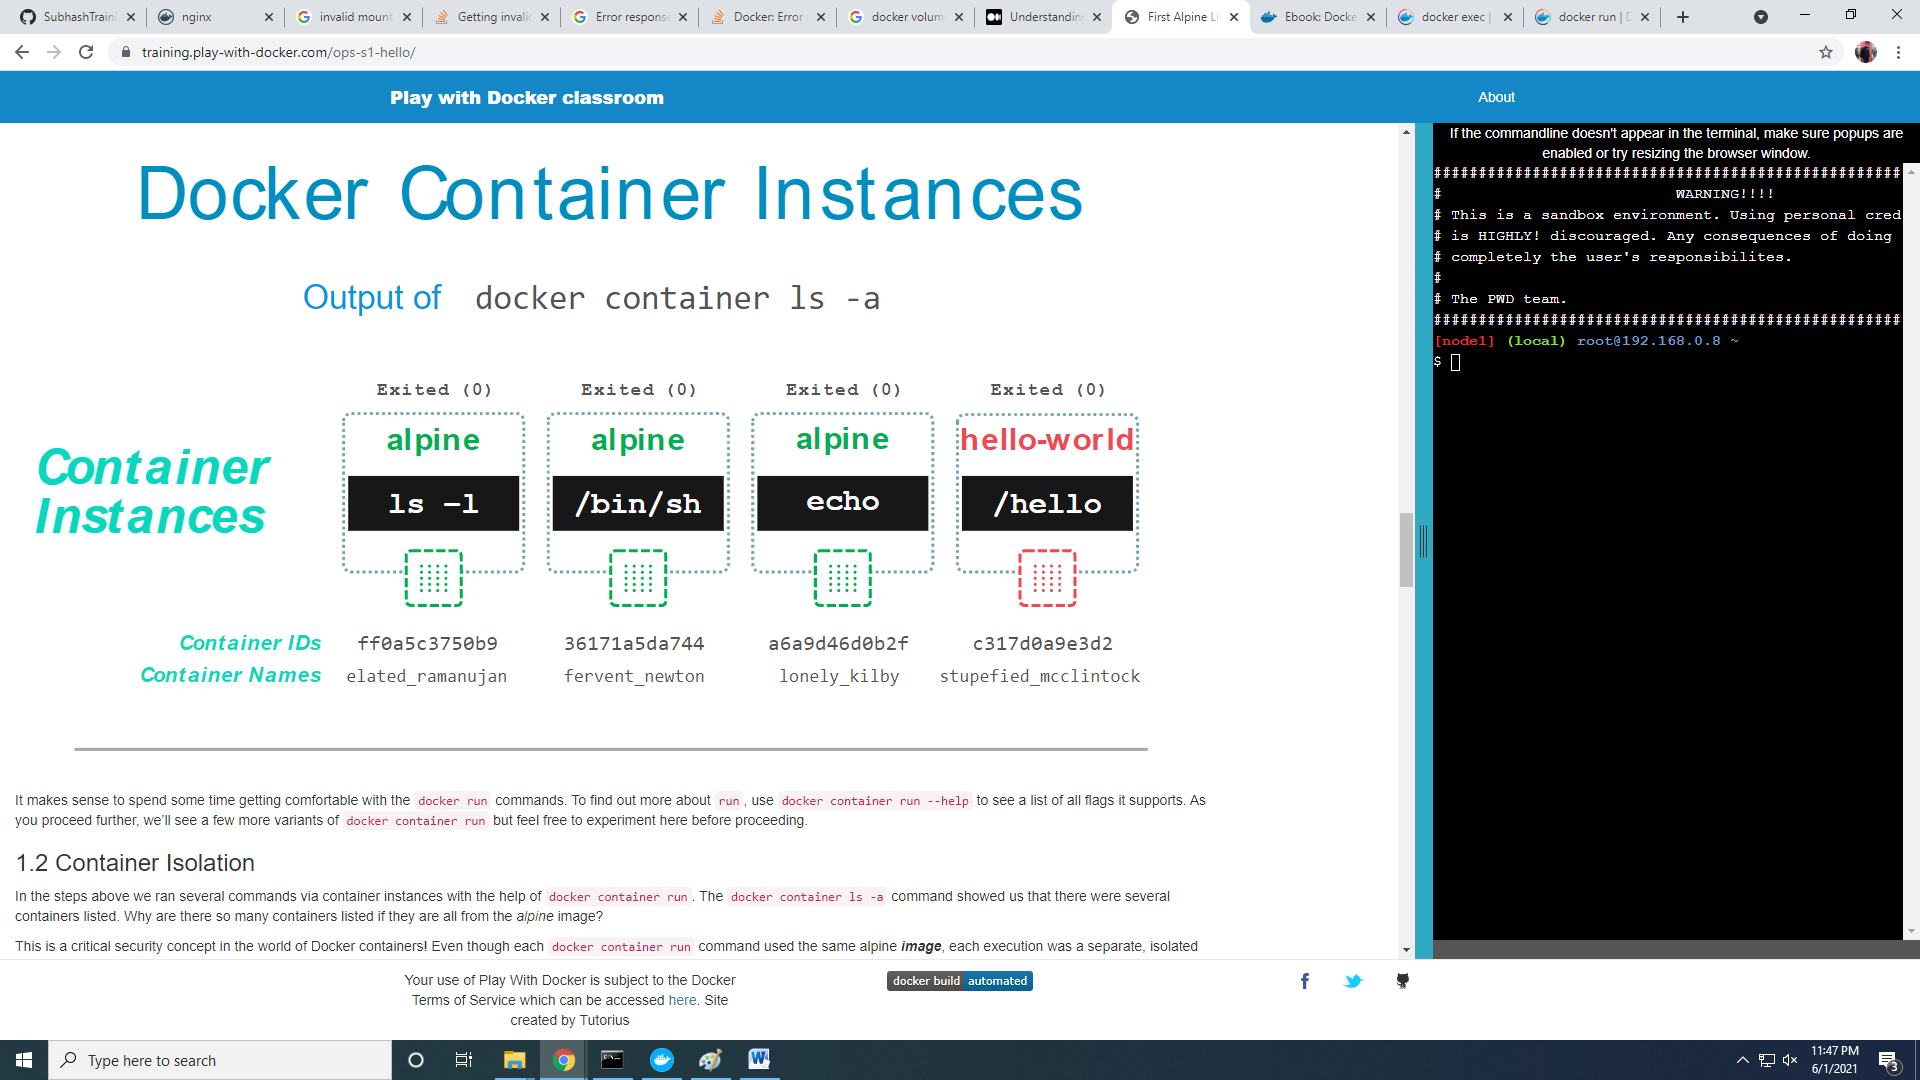 SubhashTraini
nginx
invalid mount
Getting invalid
Error response
Docker: Error
docker volum
Understandin
First Alpine Li
Ebook: Docke
docker exec |
docker run | D
training.play-with-docker.com/ops-s1-hello/
Play with Docker classroom
About
Docker Container Instances
Output of docker container ls -a
Exited (0) Exited (0) Exited (0) Exited (0)
alpine alpine alpine hello-world
Container Instances
ls -l /bin/sh echo /hello
Container IDs ff0a5c3750b9 36171a5da744 a6a9d46d0b2f c317d0a9e3d2
Container Names elated_ramanujan fervent_newton lonely_kilby stupefied_mcclintock
It makes sense to spend some time getting comfortable with the docker run commands. To find out more about run, use docker container run --help to see a list of all flags it supports. As
you proceed further, we'll see a few more variants of docker container run but feel free to experiment here before proceeding.
1.2 Container Isolation
In the steps above we ran several commands via container instances with the help of docker container run. The docker container ls -a command showed us that there were several
containers listed. Why are there so many containers listed if they are all from the alpine image?
This is a critical security concept in the world of Docker containers! Even though each docker container run command used the same alpine image, each execution was a separate, isolated
If the commandline doesn't appear in the terminal, make sure popups are
enabled or try resizing the browser window.
####################################################
# WARNING!!!!
# This is a sandbox environment. Using personal cred
# is HIGHLY! discouraged. Any consequences of doing
# completely the user's responsibilites.
#
# The PWD team.
####################################################
[node1] (local) root@192.168.0.8 ~
$
Your use of Play With Docker is subject to the Docker
Terms of Service which can be accessed here. Site
created by Tutorius
docker build automated
Type here to search
11:47 PM
6/1/2021
3